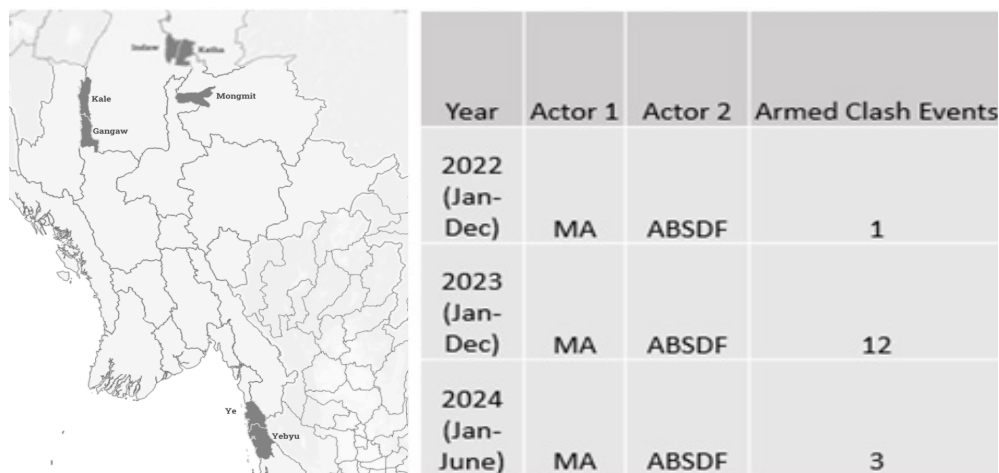 Indaw
Katha
Kale
Mongmit
Gangaw
Ye
Yebyu
Year Actor 1 Actor 2 Armed Clash Events
2022
(Jan-
Dec) MA ABSDF 1
2023
(Jan-
Dec) MA ABSDF 12
2024
(Jan-
June) MA ABSDF 3